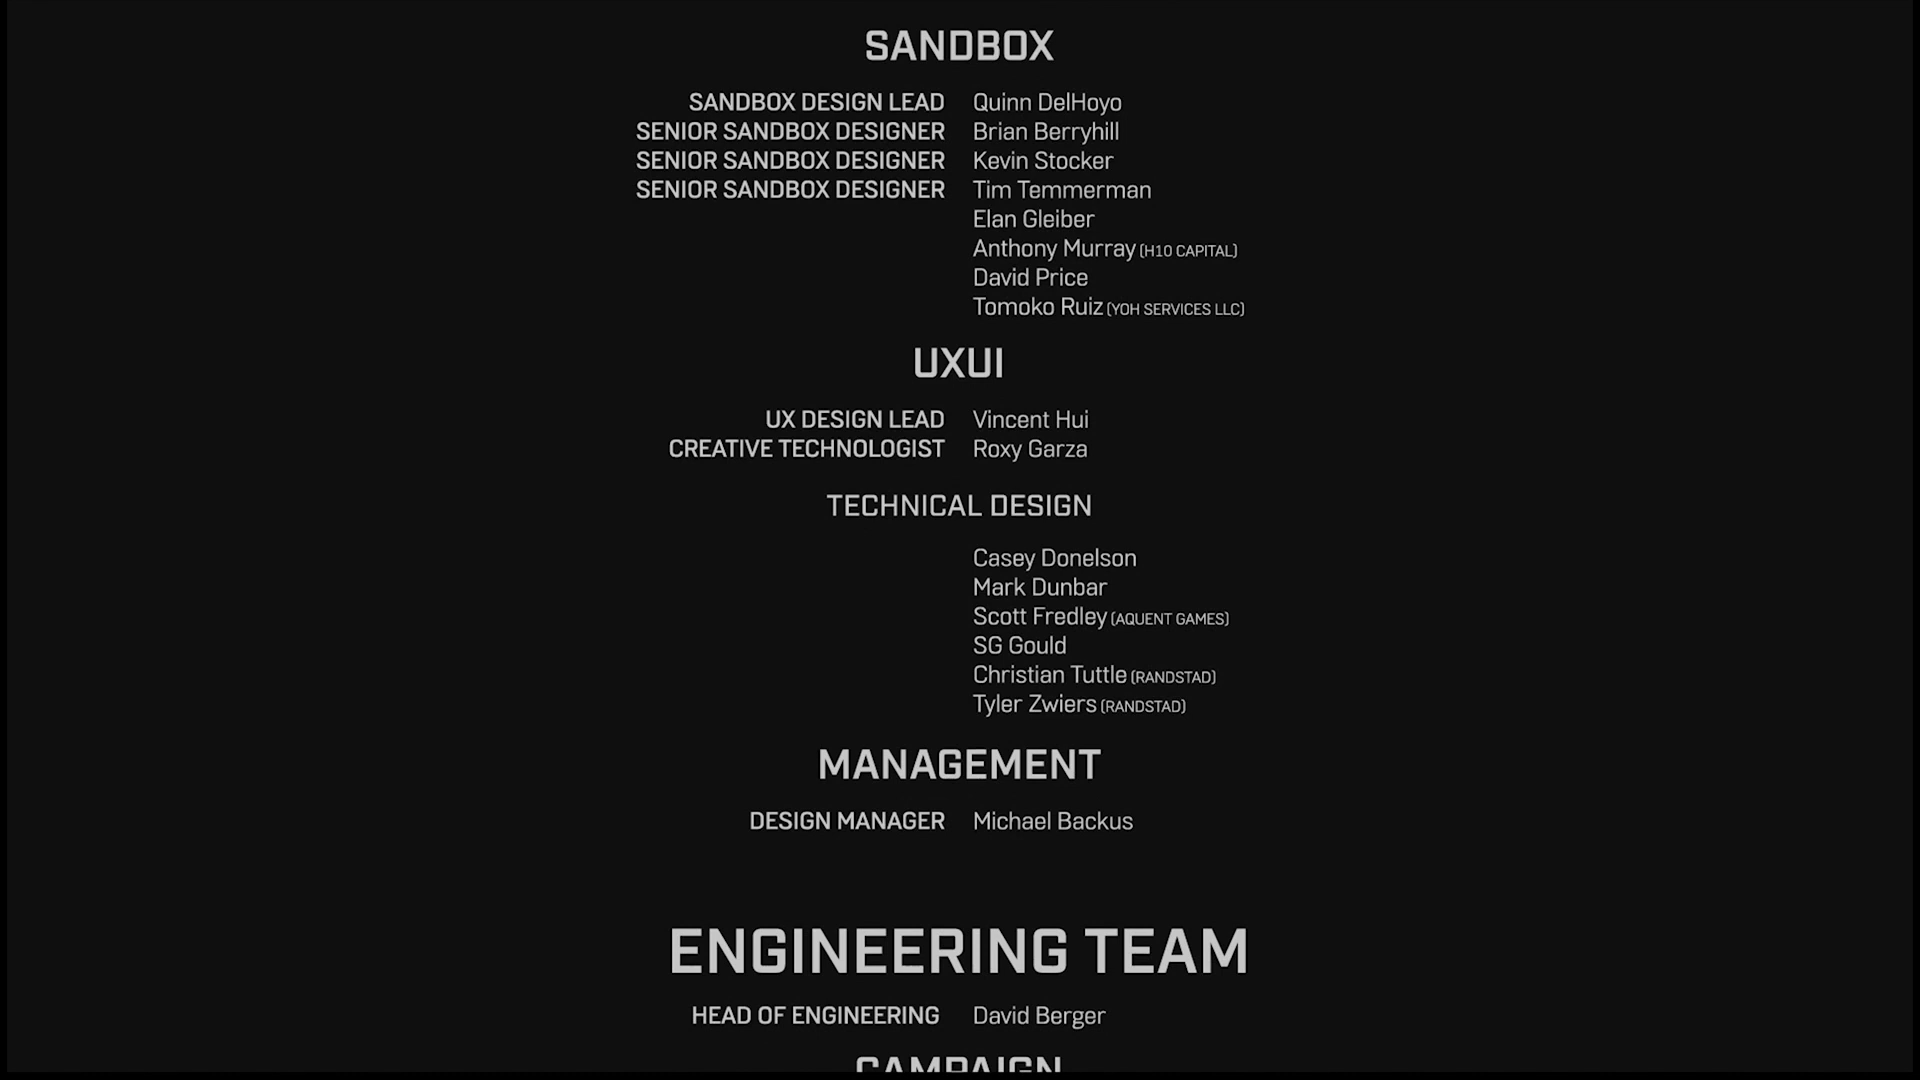 SANDBOX
SANDBOX DESIGN LEAD Quinn DelHoyo
SENIOR SANDBOX DESIGNER Brian Berryhill
SENIOR SANDBOX DESIGNER Kevin Stocker
SENIOR SANDBOX DESIGNER Tim Temmerman
Elan Gleiber
Anthony Murray (H10 CAPITAL)
David Price
Tomoko Ruiz (YOH SERVICES LLC)
UXUI
UX DESIGN LEAD Vincent Hui
CREATIVE TECHNOLOGIST Roxy Garza
TECHNICAL DESIGN
Casey Donelson
Mark Dunbar
Scott Fredley (AQUENT GAMES)
SG Gould
Christian Tuttle (RANDSTAD)
Tyler Zwiers (RANDSTAD)
MANAGEMENT
DESIGN MANAGER Michael Backus
ENGINEERING TEAM
HEAD OF ENGINEERING David Berger
CAMPAIGN